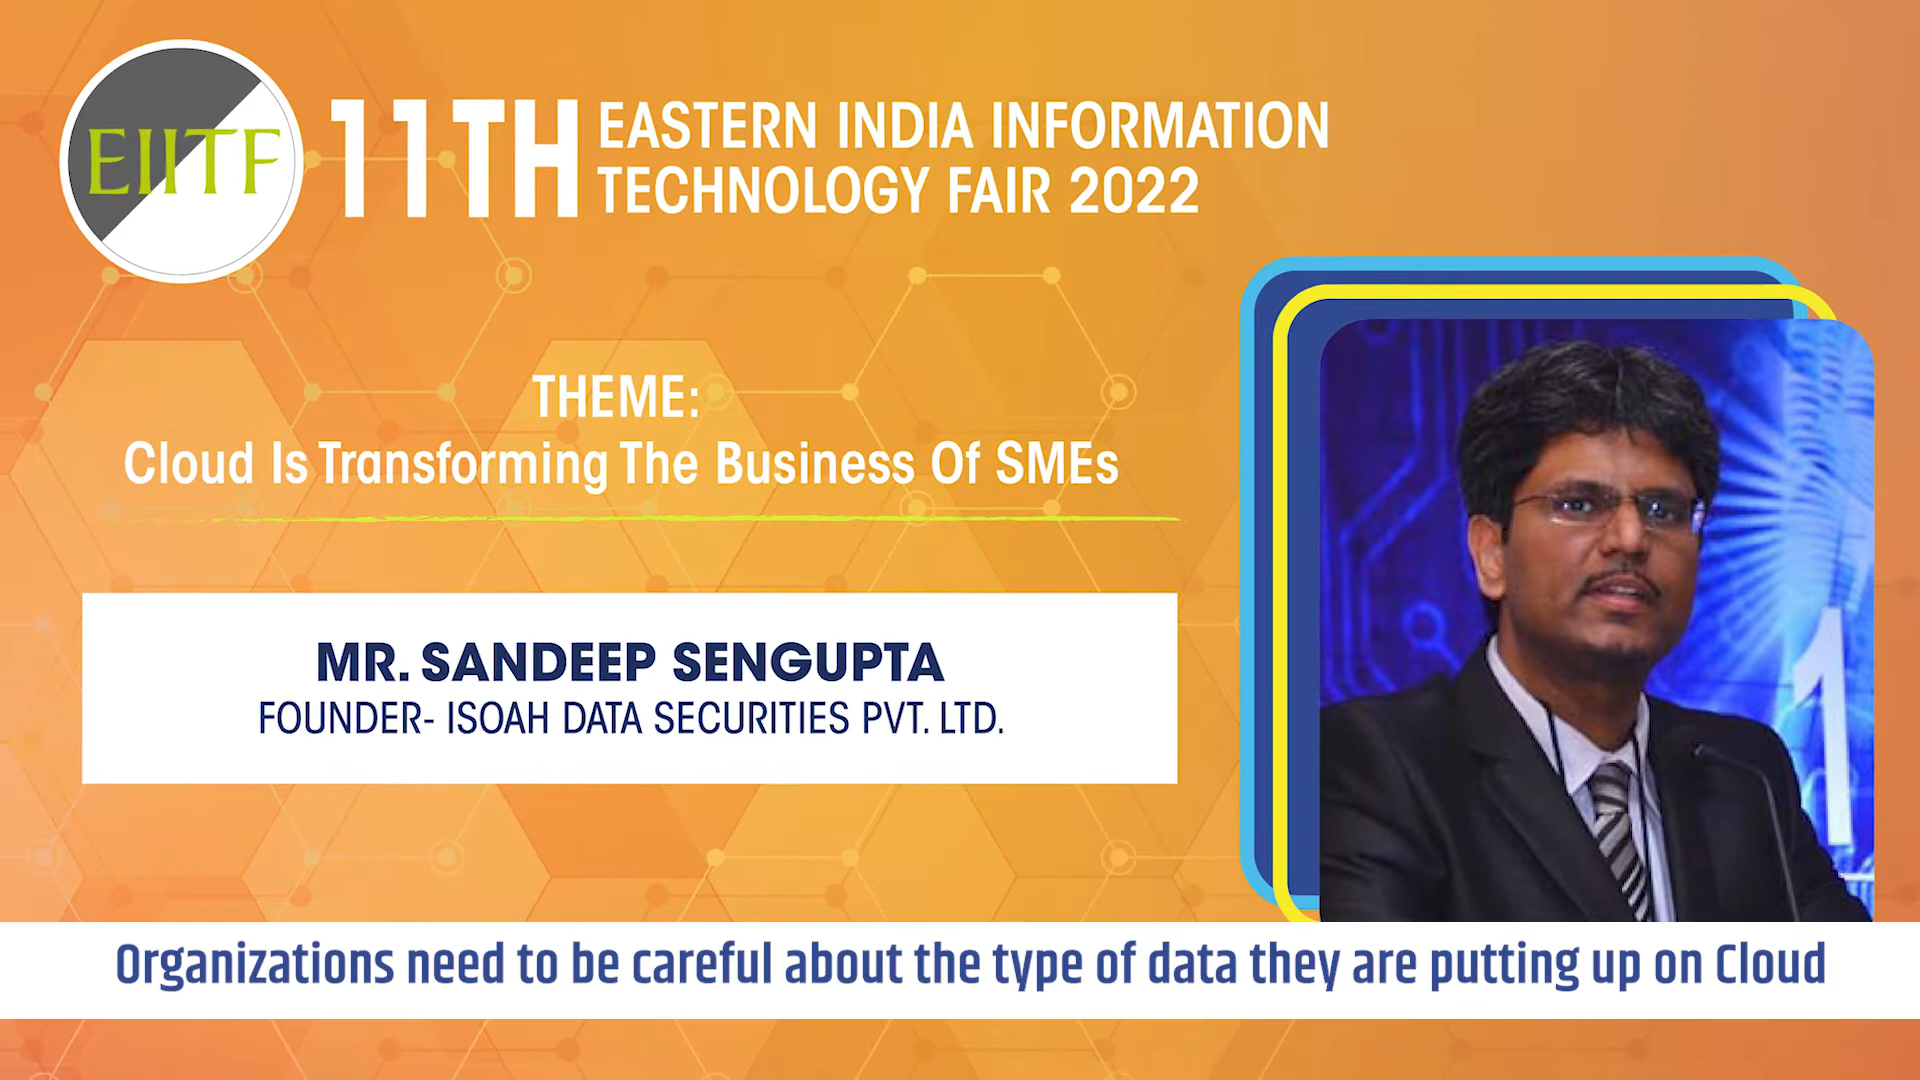 EIITF
11TH
EASTERN INDIA INFORMATION
TECHNOLOGY FAIR 2022
THEME:
Cloud Is Transforming The Business Of SMEs
MR. SANDEEP SENGUPTA
FOUNDER- ISOAH DATA SECURITIES PVT. LTD.
1
Organizations need to be careful about the type of data they are putting up on Cloud